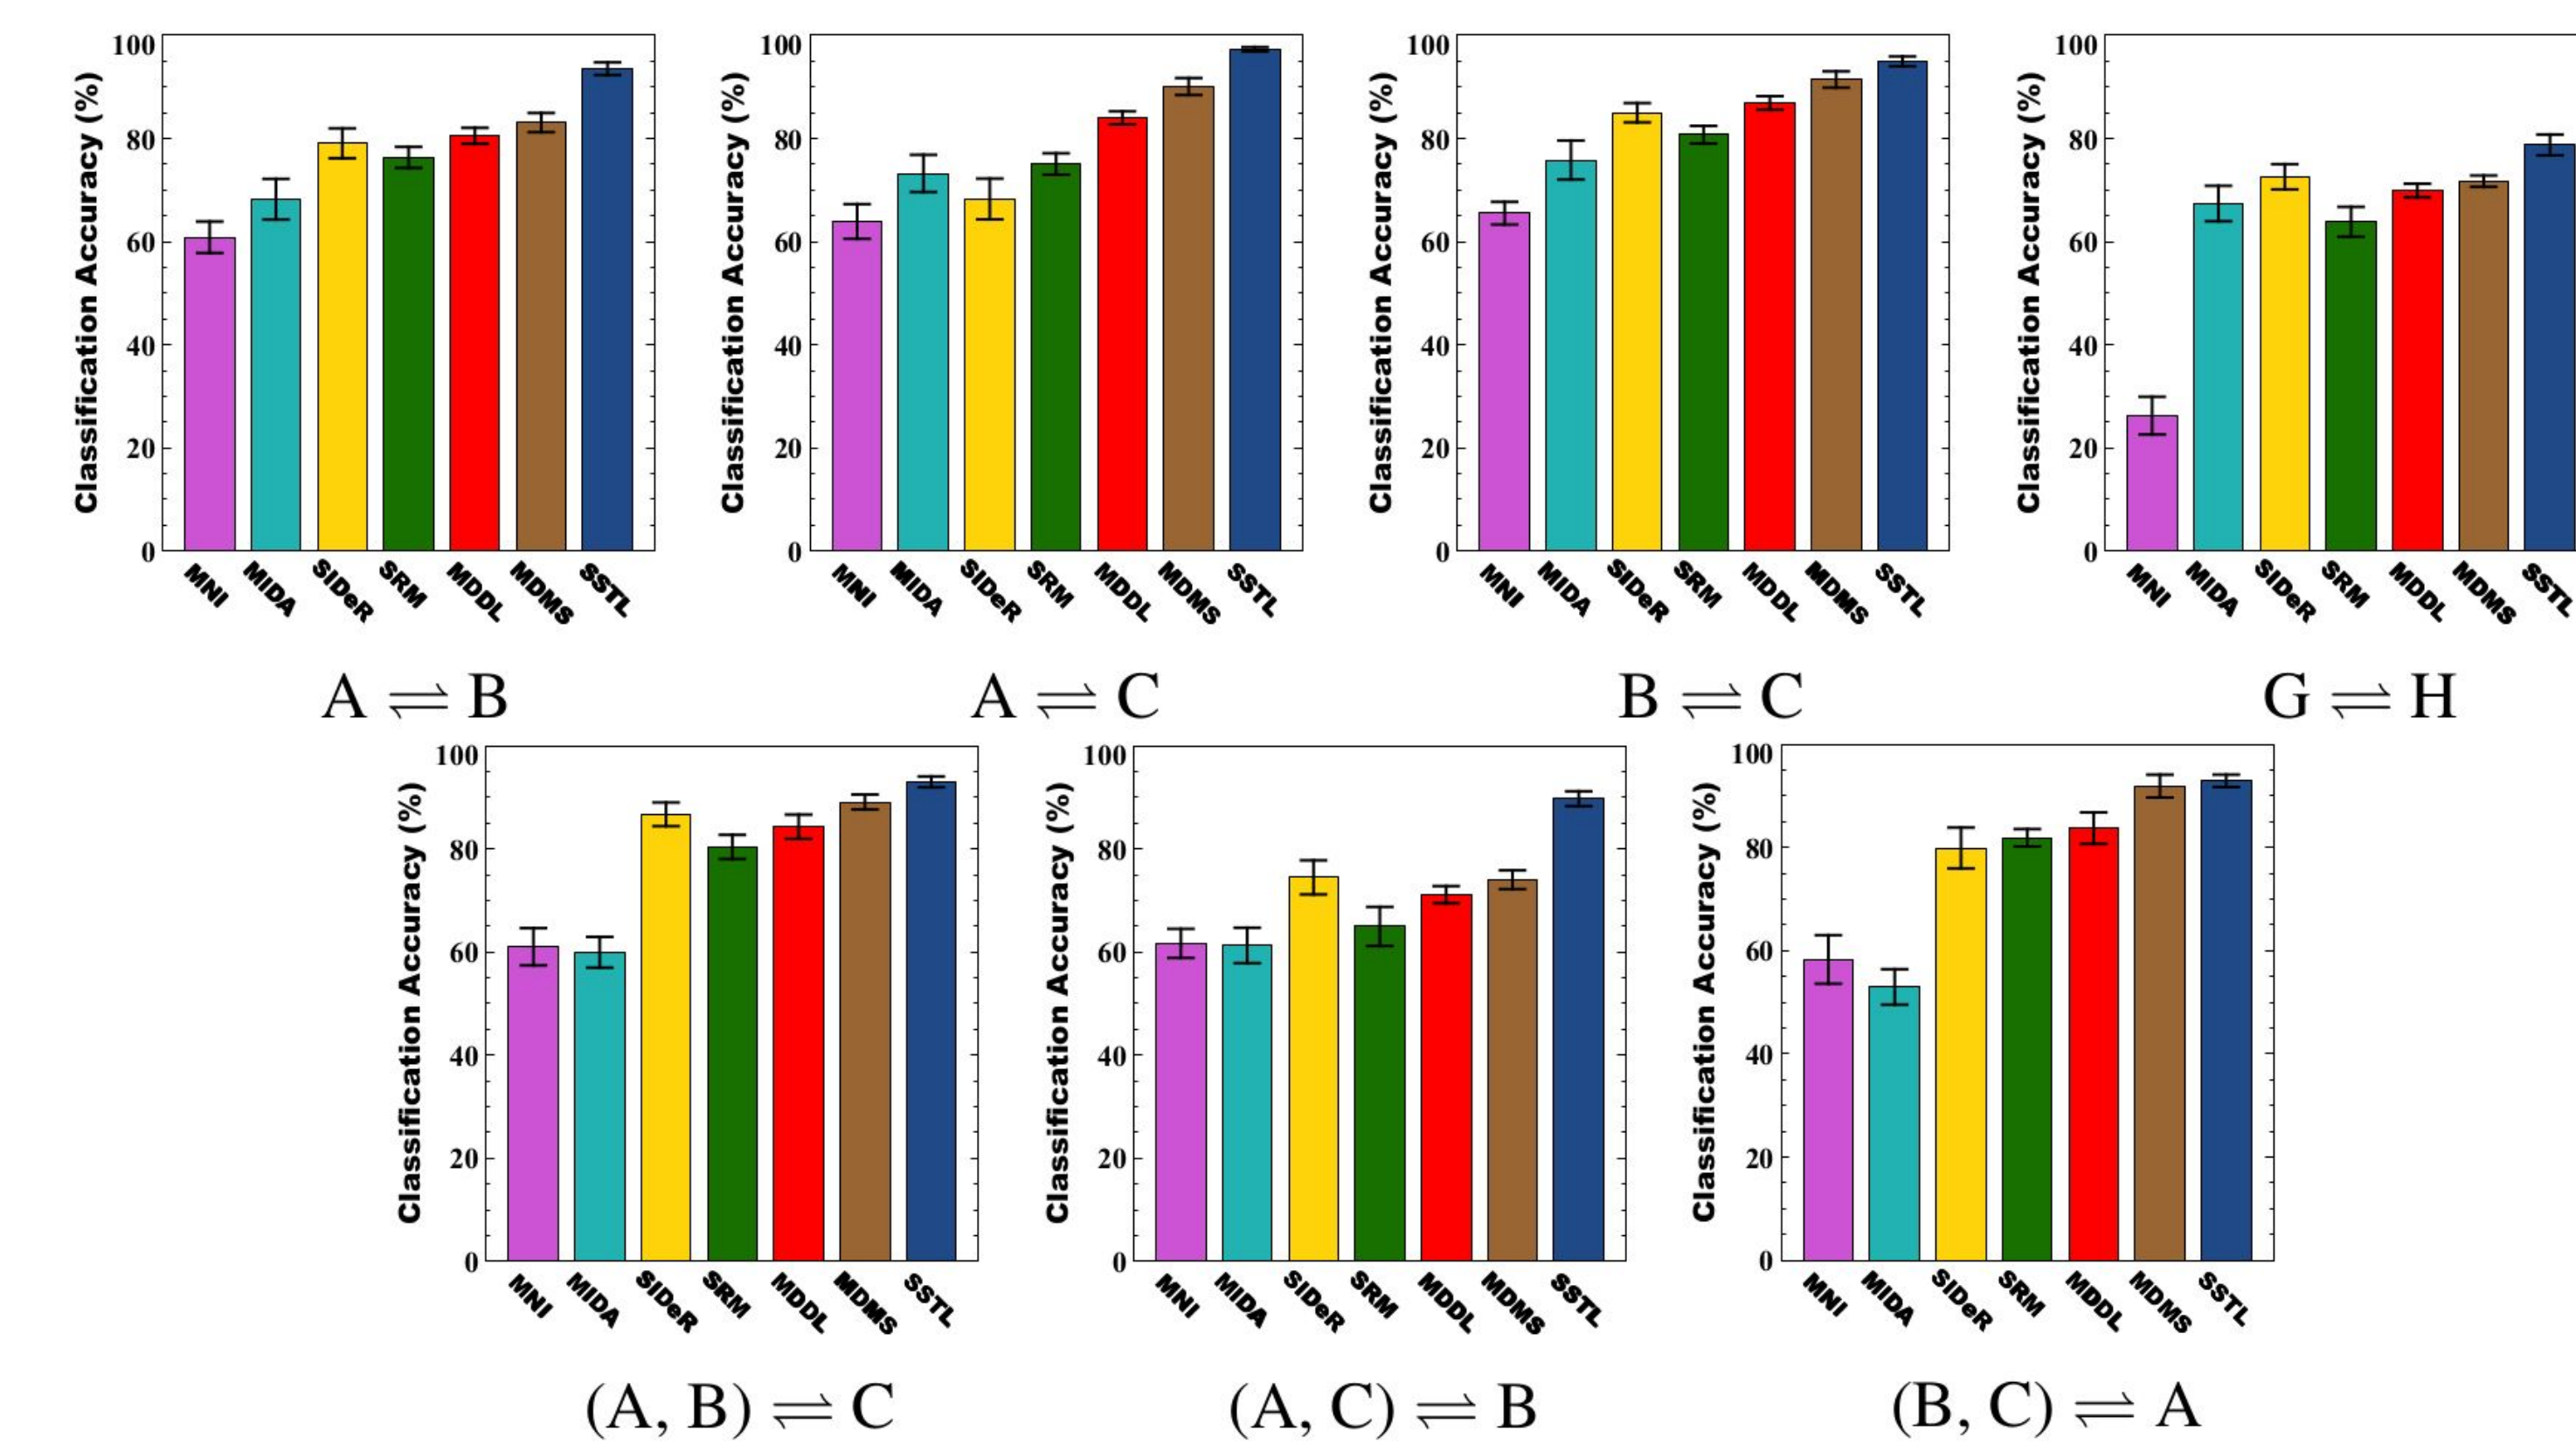 Classification Accuracy (%)
100
80
60
40
20
0
MNI
MIDA
SIDeR
SRM
MDDL
MDMS
SSTL
A ⇌ B
Classification Accuracy (%)
100
80
60
40
20
0
MNI
MIDA
SIDeR
SRM
MDDL
MDMS
SSTL
A ⇌ C
Classification Accuracy (%)
100
80
60
40
20
0
MNI
MIDA
SIDeR
SRM
MDDL
MDMS
SSTL
B ⇌ C
Classification Accuracy (%)
100
80
60
40
20
0
MNI
MIDA
SIDeR
SRM
MDDL
MDMS
SSTL
G ⇌ H
Classification Accuracy (%)
100
80
60
40
20
0
MNI
MIDA
SIDeR
SRM
MDDL
MDMS
SSTL
(A, B) ⇌ C
Classification Accuracy (%)
100
80
60
40
20
0
MNI
MIDA
SIDeR
SRM
MDDL
MDMS
SSTL
(A, C) ⇌ B
Classification Accuracy (%)
100
80
60
40
20
0
MNI
MIDA
SIDeR
SRM
MDDL
MDMS
SSTL
(B, C) ⇌ A